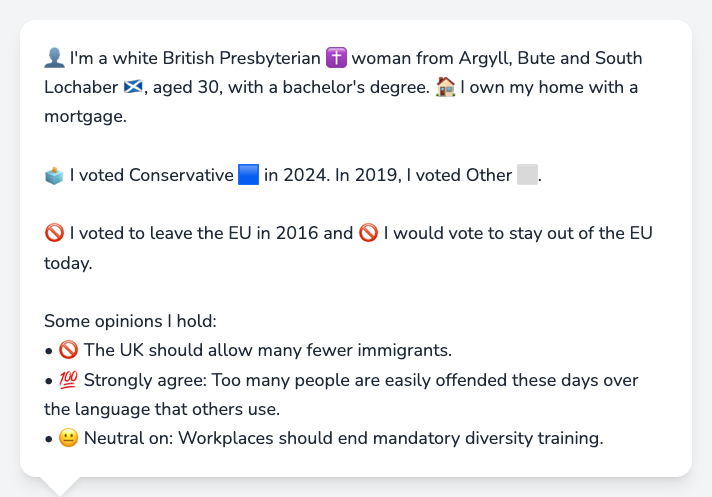 👤 I'm a white British Presbyterian ✝️ woman from Argyll, Bute and South
Lochaber 🏴󠁧󠁢󠁳󠁣󠁴󠁿, aged 30, with a bachelor's degree. 🏠 I own my home with a
mortgage.
🗳️ I voted Conservative 🟦 in 2024. In 2019, I voted Other ⬜.
🚫 I voted to leave the EU in 2016 and 🚫 I would vote to stay out of the EU
today.
Some opinions I hold:
• 🚫 The UK should allow many fewer immigrants.
• 💯 Strongly agree: Too many people are easily offended these days over
the language that others use.
• 😐 Neutral on: Workplaces should end mandatory diversity training.